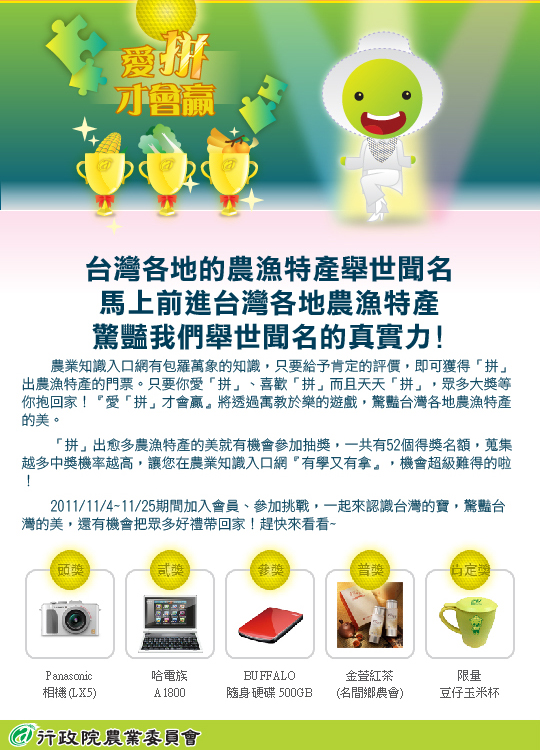 愛拼
才會贏
台灣各地的農漁特產舉世聞名
馬上前進台灣各地農漁特產
驚豔我們舉世聞名的真實力!
農業知識入口網有包羅萬象的知識，只要給予肯定的評價，即可獲得「拼」
出農漁特產的門票。只要你愛「拼」、喜歡「拼」而且天天「拼」，眾多大獎等
你抱回家！『愛「拼」才會贏』將透過寓教於樂的遊戲，驚豔台灣各地農漁特產
的美。
「拼」出愈多農漁特產的美就有機會參加抽獎，一共有52個得獎名額，蒐集
越多中獎機率越高，讓您在農業知識入口網『有學又有拿』，機會超級難得的啦
！
2011/11/4~11/25期間加入會員、參加挑戰，一起來認識台灣的寶，驚豔台
灣的美，還有機會把眾多好禮帶回家！趕快來看看~
頭獎 貳獎 參獎 普獎 肯定獎
Panasonic 哈電族 BUFFALO 金萱紅茶 限量
相機(LX5) A1800 隨身硬碟 500GB (名間鄉農會) 豆仔玉米杯
行政院農業委員會